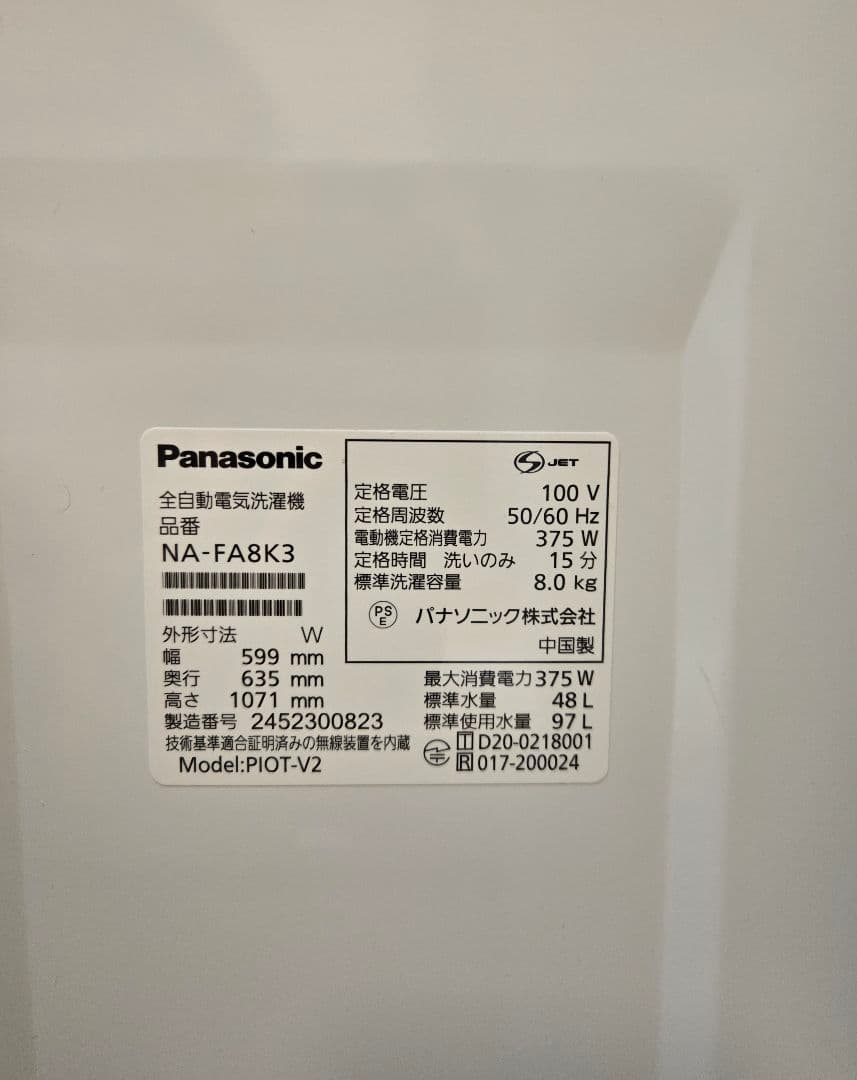 Panasonic
全自動電気洗濯機
品番
NA-FA8K3
外形寸法 W
幅 599 mm
奥行 635 mm
高さ 1071 mm
製造番号 2452300823
技術基準適合証明済みの無線装置を内蔵
Model:PIOT-V2
S JET
定格電圧 100 V
定格周波数 50/60 Hz
電動機定格消費電力 375 W
定格時間 洗いのみ 15 分
標準洗濯容量 8.0 kg
PSE パナソニック株式会社
中国製
最大消費電力 375 W
標準水量 48 L
標準使用水量 97 L
T D20-0218001
R 017-200024